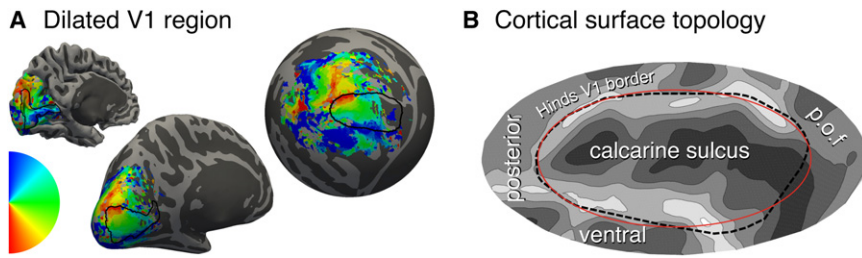 A Dilated V1 region
B Cortical surface topology
Hinds V1 border
p.o.f
posterior
calcarine sulcus
ventral